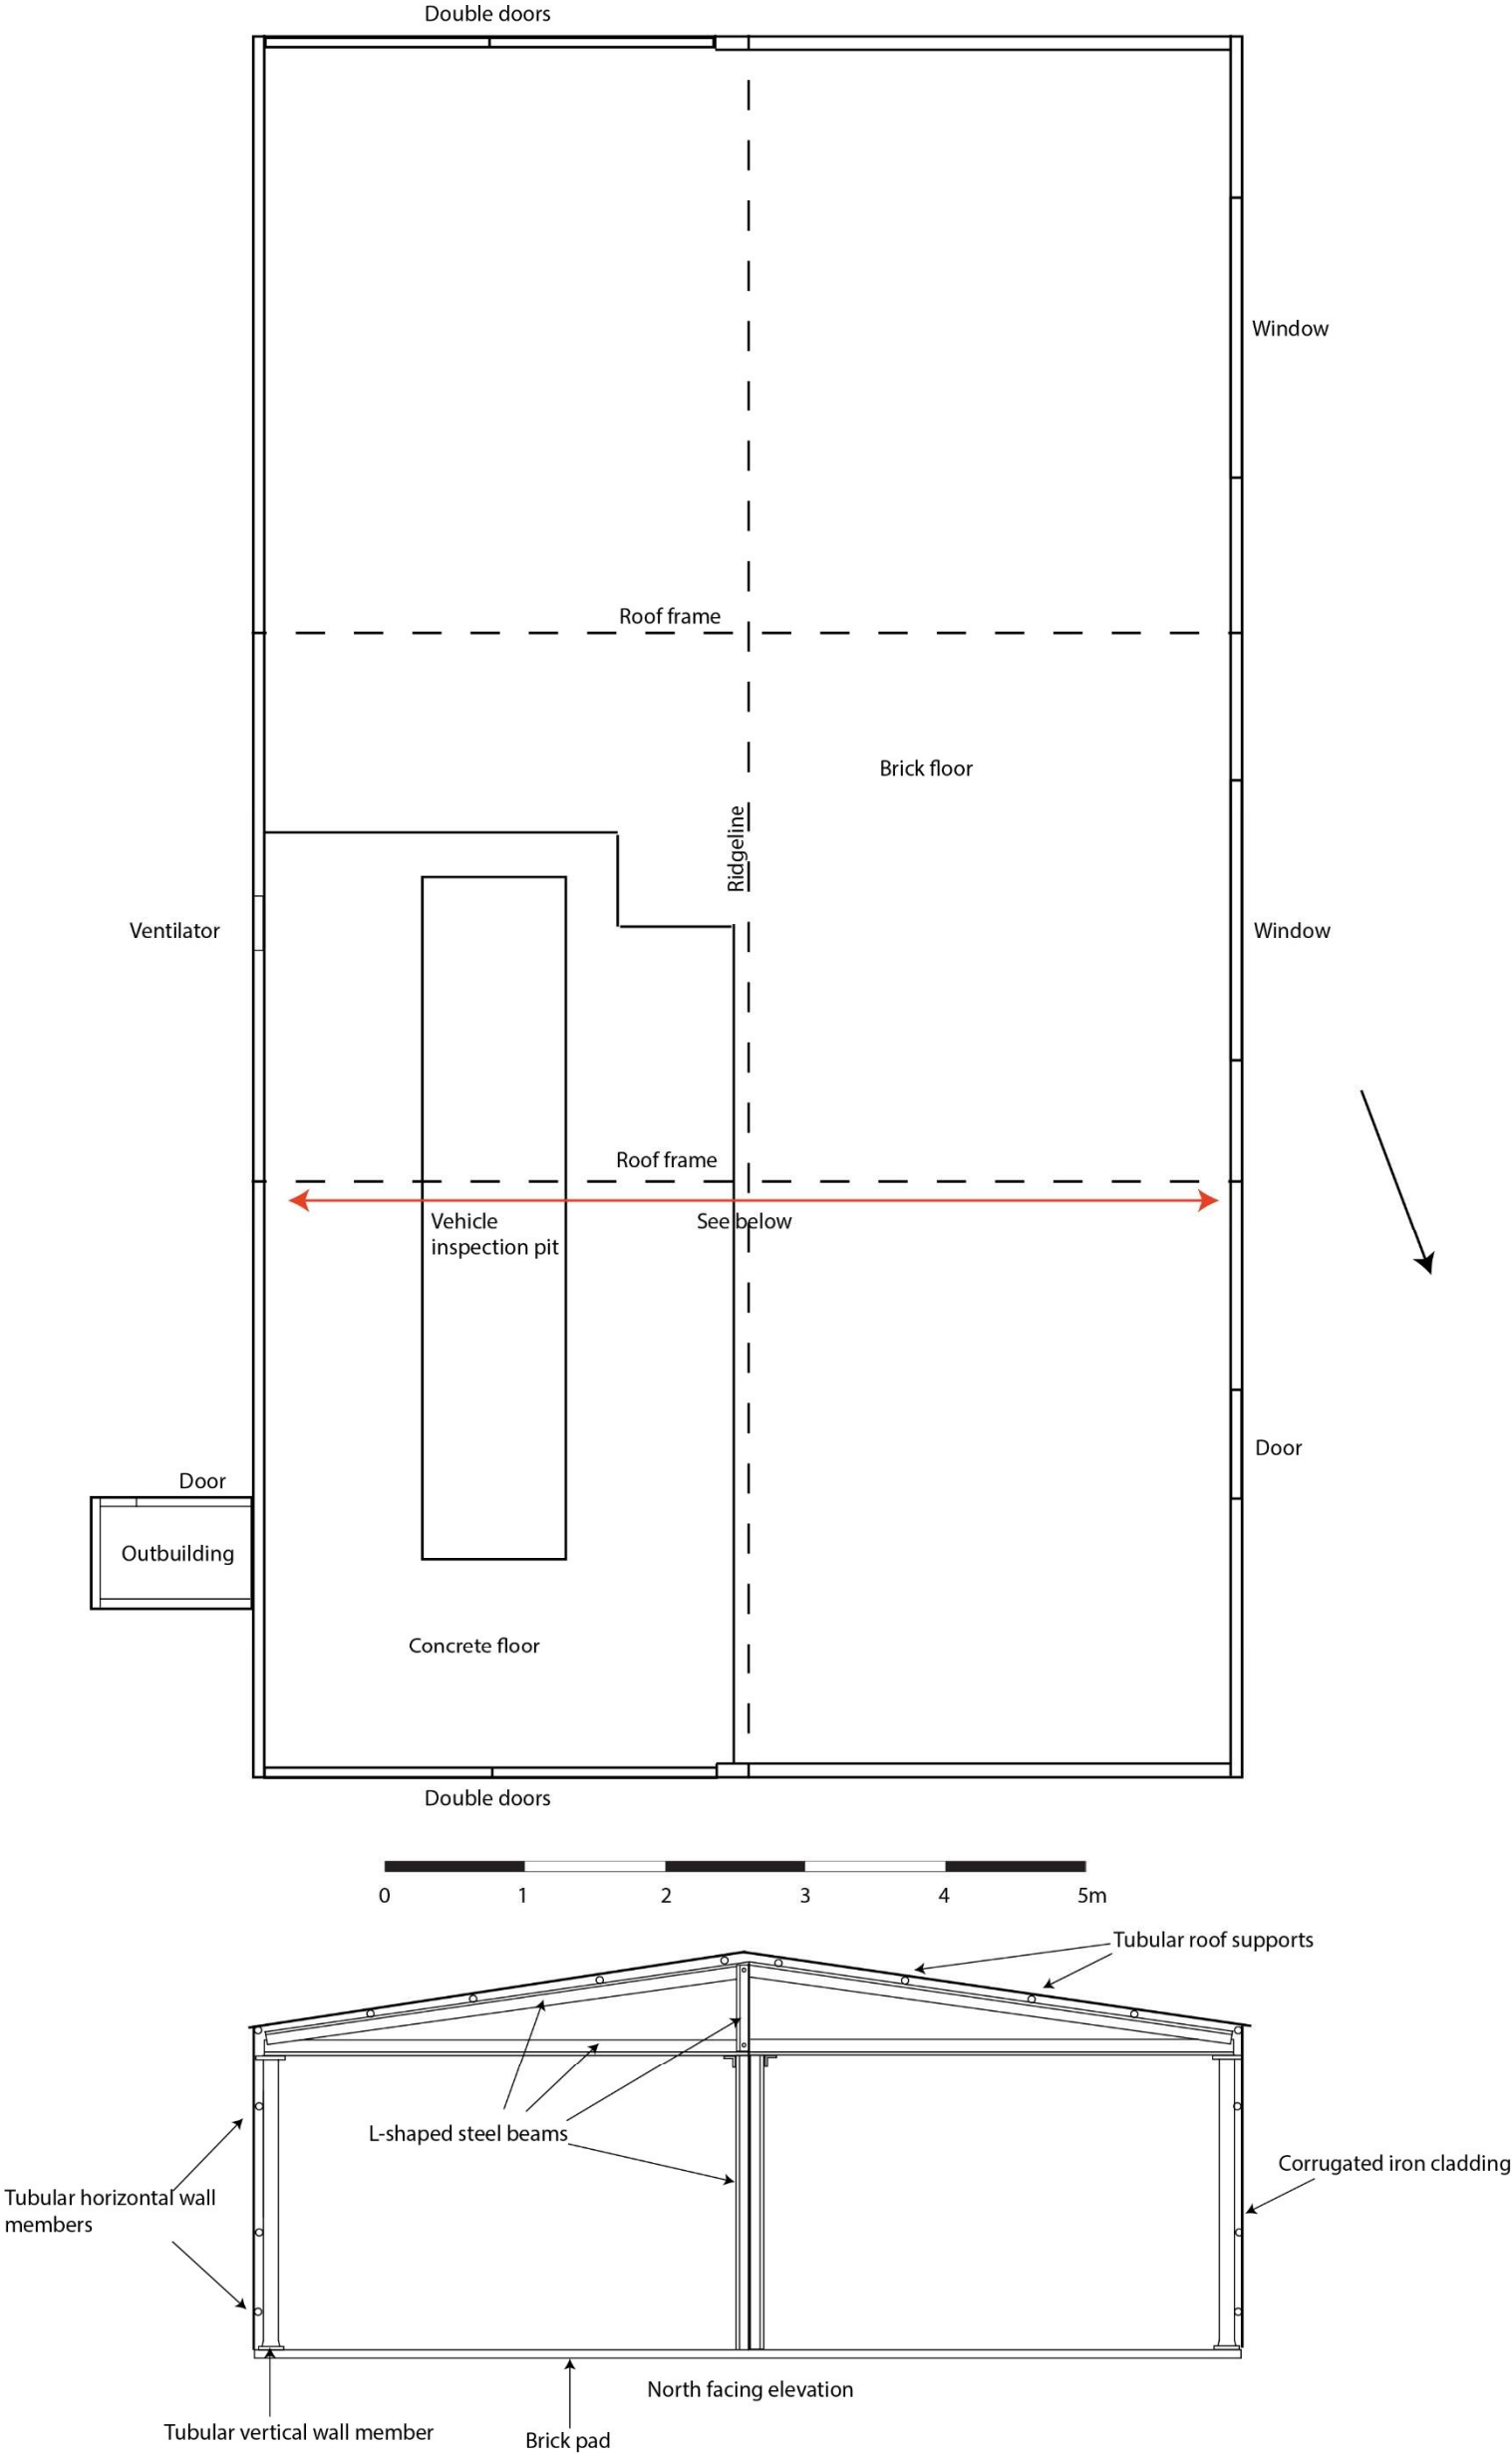 Double doors
Window
Roof frame
Brick floor
Ridgeline
Ventilator
Window
Roof frame
Vehicle
inspection pit
See below
Door
Door
Outbuilding
Concrete floor
Double doors
0 1 2 3 4 5m
Tubular roof supports
L-shaped steel beams
Corrugated iron cladding
Tubular horizontal wall
members
North facing elevation
Tubular vertical wall member
Brick pad